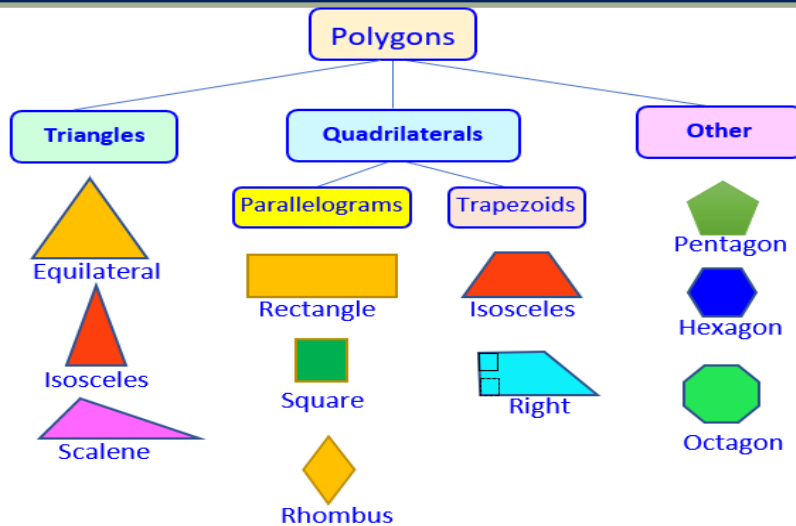 Polygons
Triangles
Quadrilaterals
Other
Parallelograms
Trapezoids
Equilateral
Isosceles
Scalene
Rectangle
Square
Rhombus
Isosceles
Right
Pentagon
Hexagon
Octagon